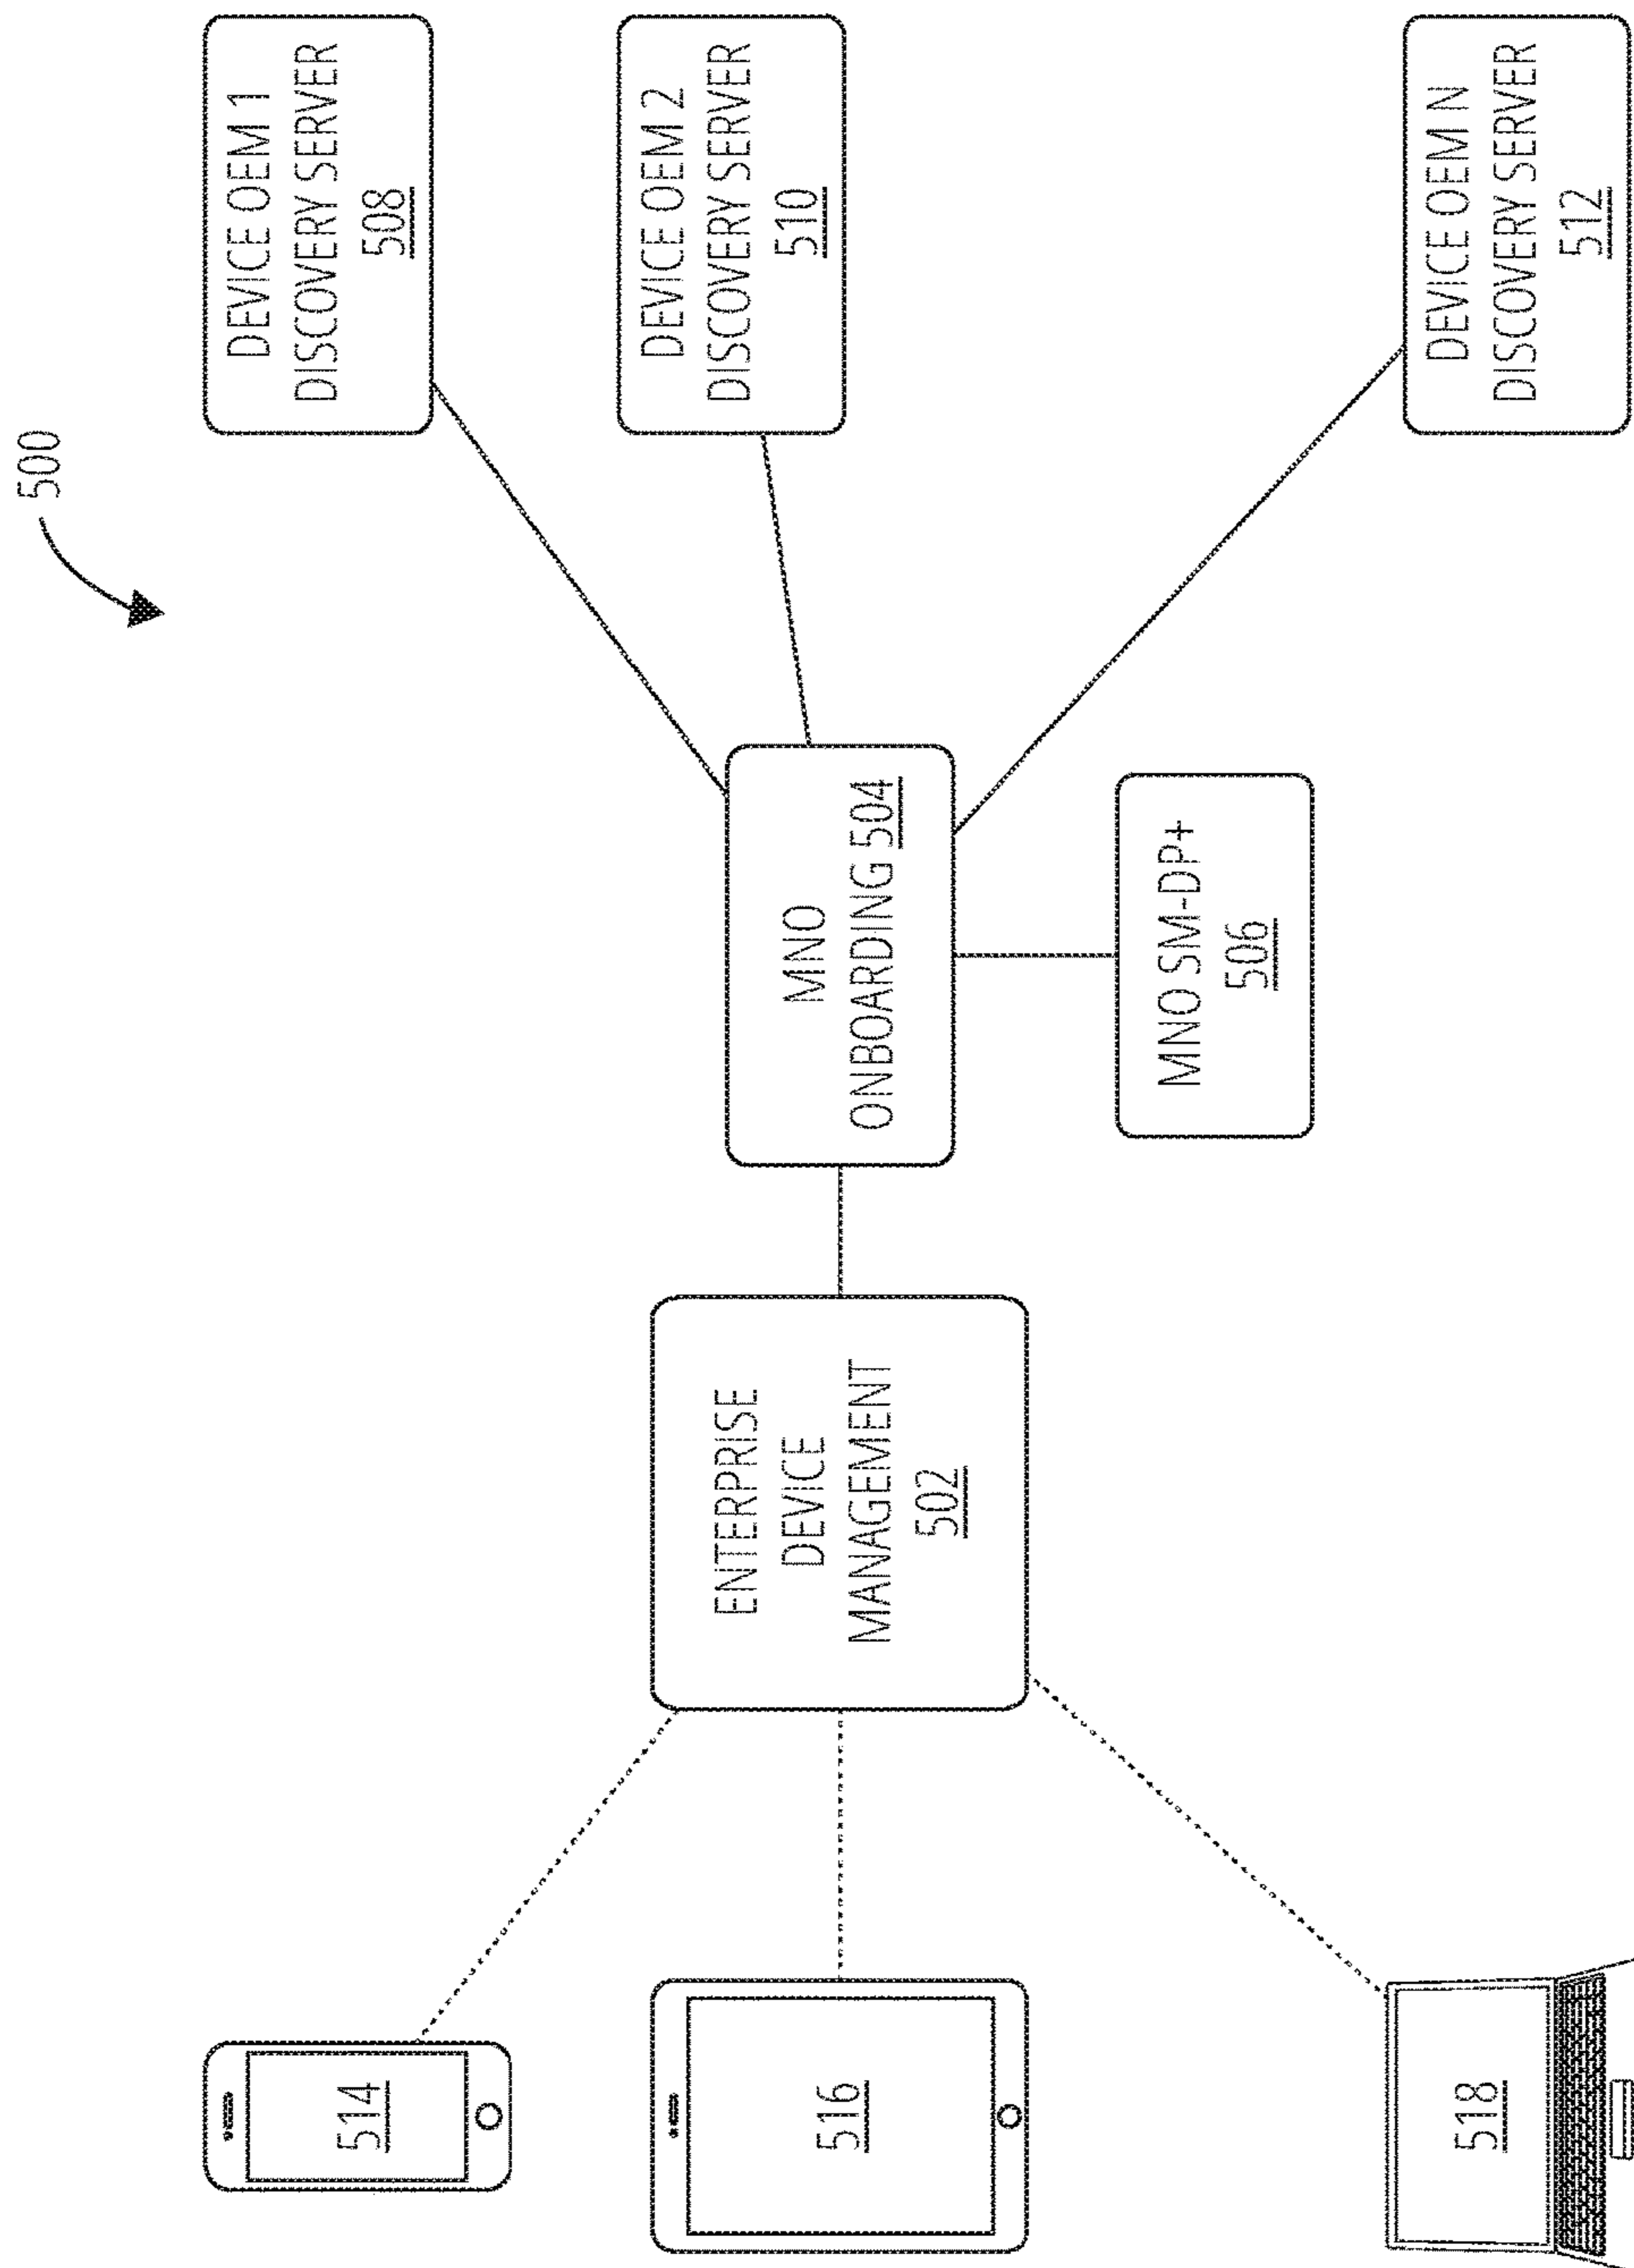 500
DEVICE OEM 1
DISCOVERY SERVER
508
DEVICE OEM 2
DISCOVERY SERVER
510
DEVICE OEM N
DISCOVERY SERVER
512
MNO
ONBOARDING 504
MNO SM-DP+
506
ENTERPRISE
DEVICE
MANAGEMENT
502
514
516
518